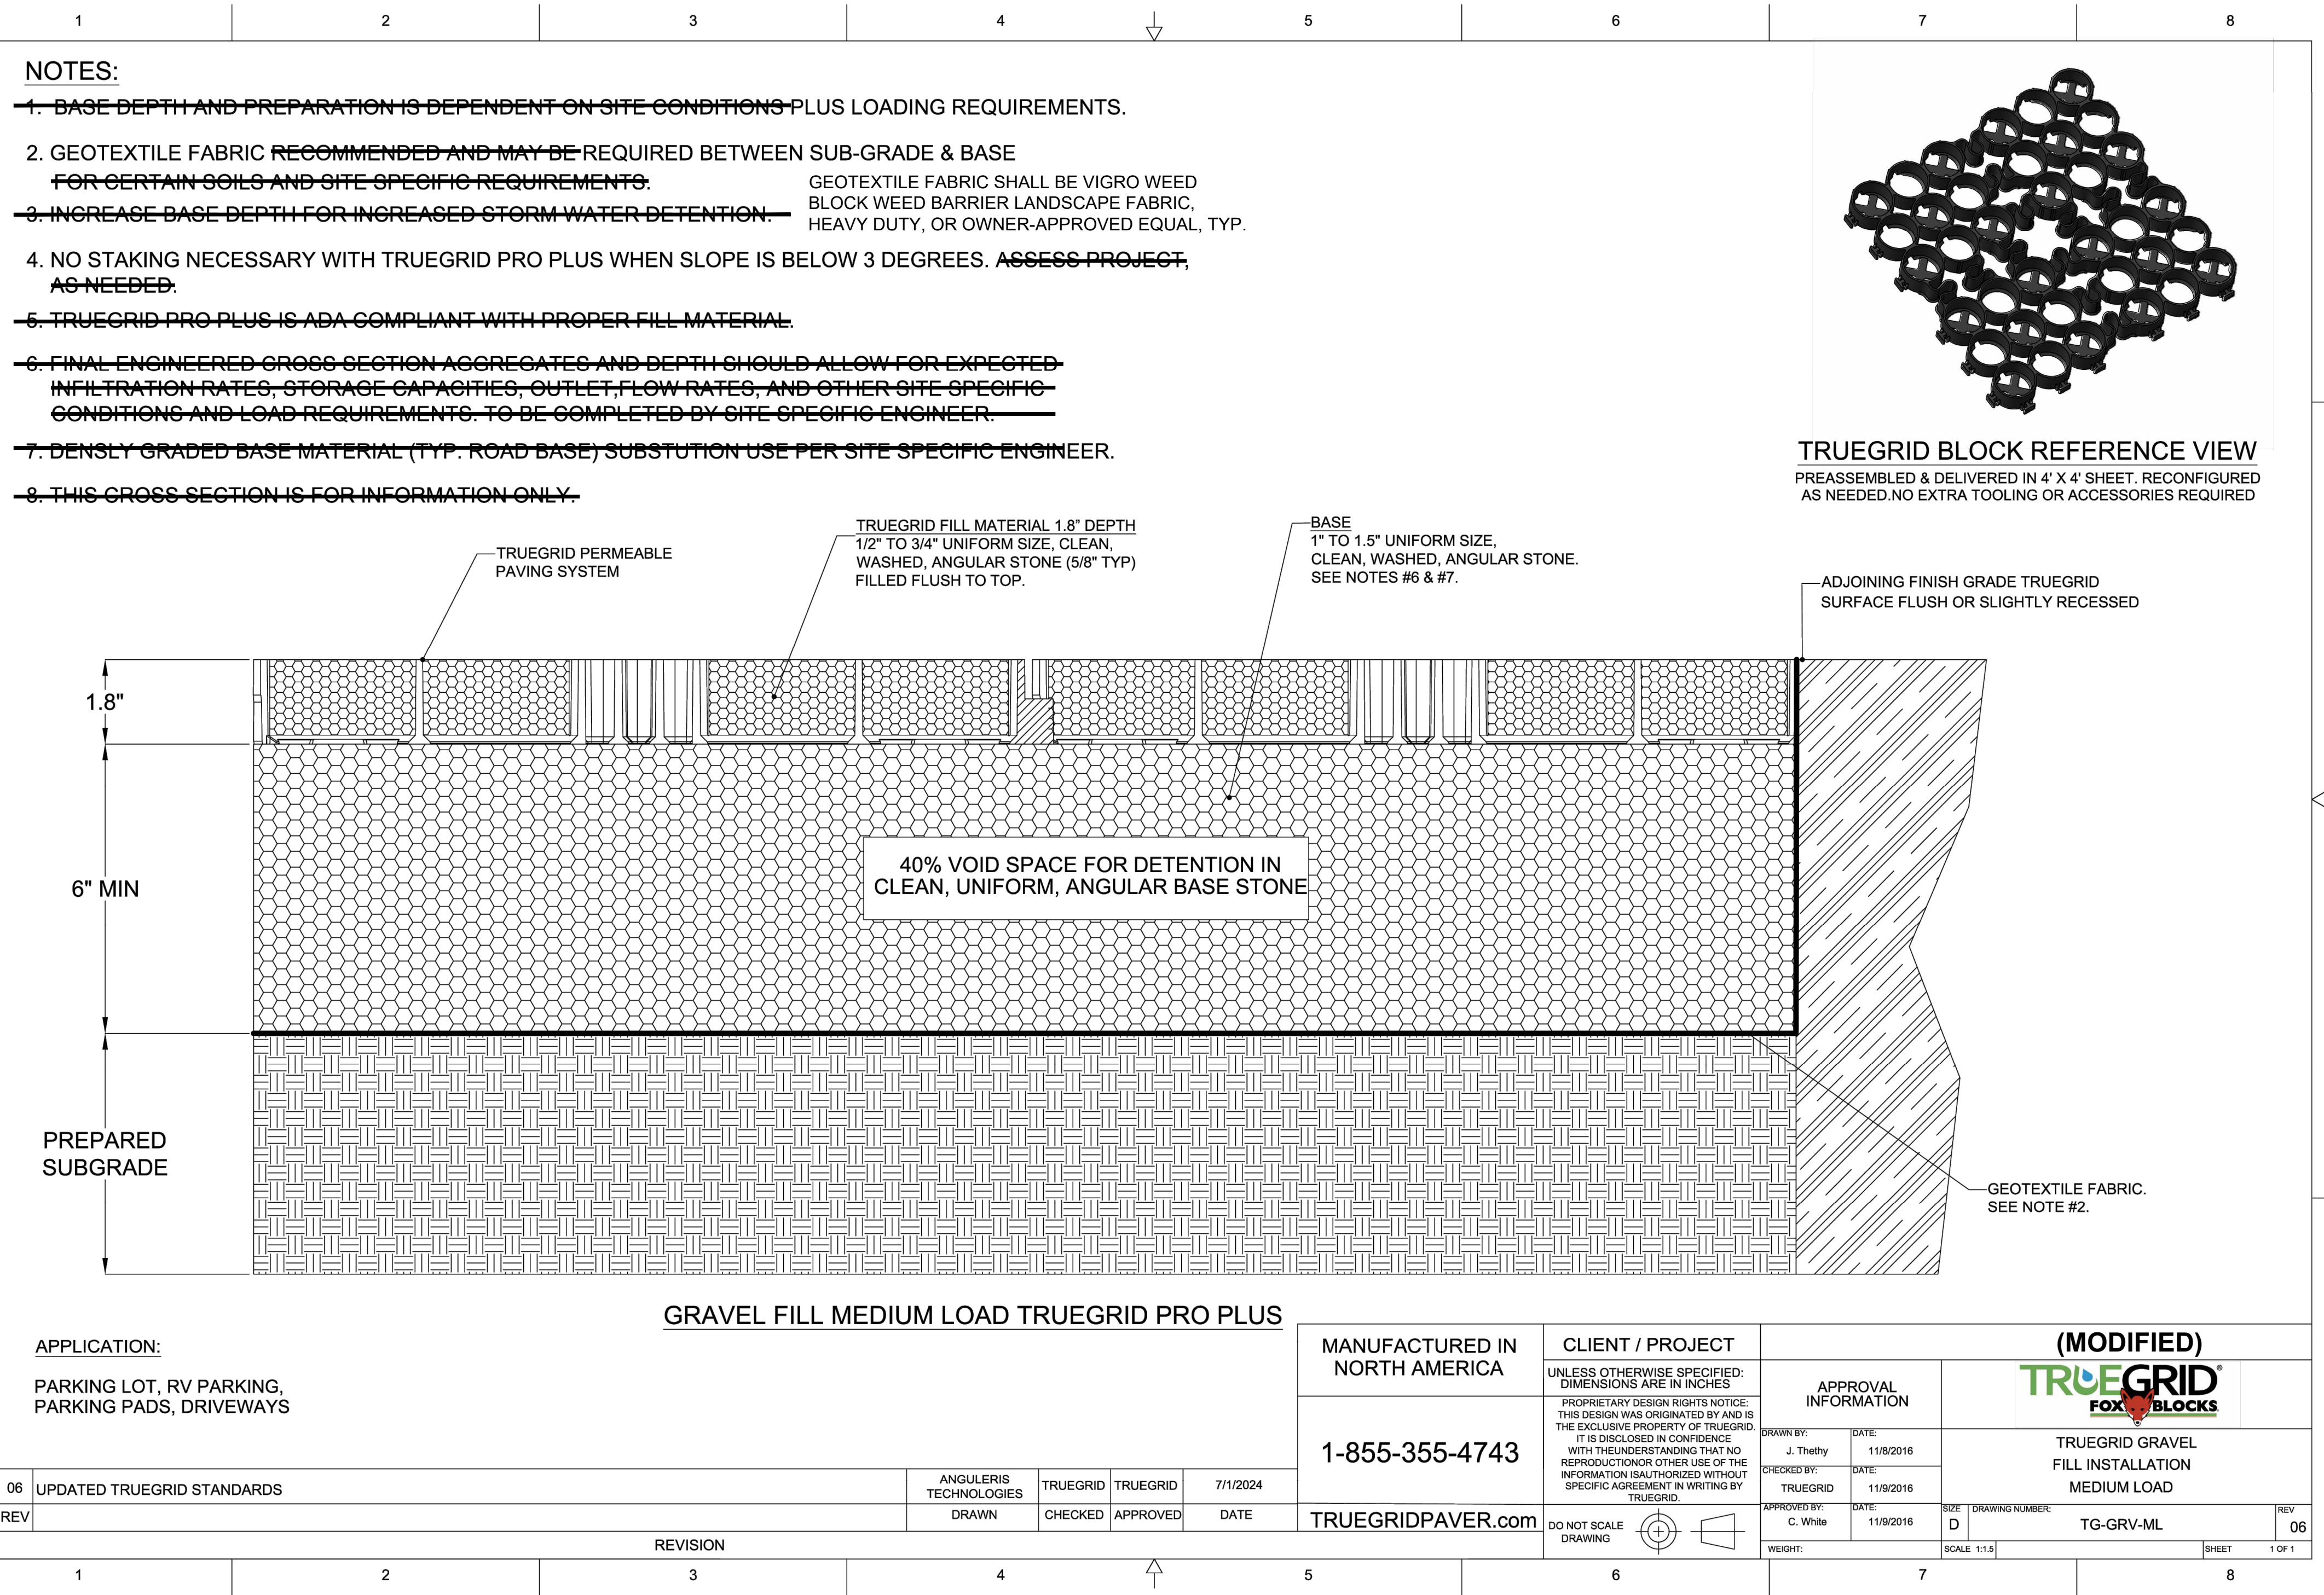 1 2 3 4 5 6 7 8
NOTES:
1. BASE DEPTH AND PREPARATION IS DEPENDENT ON SITE CONDITIONS PLUS LOADING REQUIREMENTS.
2. GEOTEXTILE FABRIC RECOMMENDED AND MAY BE REQUIRED BETWEEN SUB-GRADE & BASE
FOR CERTAIN SOILS AND SITE SPECIFIC REQUIREMENTS.
GEOTEXTILE FABRIC SHALL BE VIGRO WEED
BLOCK WEED BARRIER LANDSCAPE FABRIC,
HEAVY DUTY, OR OWNER-APPROVED EQUAL, TYP.
3. INCREASE BASE DEPTH FOR INCREASED STORM WATER DETENTION.
4. NO STAKING NECESSARY WITH TRUEGRID PRO PLUS WHEN SLOPE IS BELOW 3 DEGREES. ASSESS PROJECT,
AS NEEDED.
5. TRUEGRID PRO PLUS IS ADA COMPLIANT WITH PROPER FILL MATERIAL.
6. FINAL ENGINEERED CROSS SECTION AGGREGATES AND DEPTH SHOULD ALLOW FOR EXPECTED
INFILTRATION RATES, STORAGE CAPACITIES, OUTLET,FLOW RATES, AND OTHER SITE SPECIFIC
CONDITIONS AND LOAD REQUIREMENTS. TO BE COMPLETED BY SITE SPECIFIC ENGINEER.
7. DENSLY GRADED BASE MATERIAL (TYP. ROAD BASE) SUBSTUTION USE PER SITE SPECIFIC ENGINEER.
8. THIS CROSS SECTION IS FOR INFORMATION ONLY.
TRUEGRID BLOCK REFERENCE VIEW
PREASSEMBLED & DELIVERED IN 4' X 4' SHEET. RECONFIGURED
AS NEEDED.NO EXTRA TOOLING OR ACCESSORIES REQUIRED
TRUEGRID PERMEABLE
PAVING SYSTEM
TRUEGRID FILL MATERIAL 1.8" DEPTH
1/2" TO 3/4" UNIFORM SIZE, CLEAN,
WASHED, ANGULAR STONE (5/8" TYP)
FILLED FLUSH TO TOP.
BASE
1" TO 1.5" UNIFORM SIZE,
CLEAN, WASHED, ANGULAR STONE.
SEE NOTES #6 & #7.
ADJOINING FINISH GRADE TRUEGRID
SURFACE FLUSH OR SLIGHTLY RECESSED
1.8"
6" MIN
40% VOID SPACE FOR DETENTION IN
CLEAN, UNIFORM, ANGULAR BASE STONE
PREPARED
SUBGRADE
GEOTEXTILE FABRIC.
SEE NOTE #2.
GRAVEL FILL MEDIUM LOAD TRUEGRID PRO PLUS
APPLICATION:
PARKING LOT, RV PARKING,
PARKING PADS, DRIVEWAYS
06 UPDATED TRUEGRID STANDARDS
ANGULERIS
TECHNOLOGIES
TRUEGRID TRUEGRID 7/1/2024
REV DRAWN CHECKED APPROVED DATE
REVISION
MANUFACTURED IN
NORTH AMERICA
1-855-355-4743
TRUEGRIDPAVER.com
CLIENT / PROJECT
UNLESS OTHERWISE SPECIFIED:
DIMENSIONS ARE IN INCHES
PROPRIETARY DESIGN RIGHTS NOTICE:
THIS DESIGN WAS ORIGINATED BY AND IS
THE EXCLUSIVE PROPERTY OF TRUEGRID.
IT IS DISCLOSED IN CONFIDENCE
WITH THEUNDERSTANDING THAT NO
REPRODUCTIONOR OTHER USE OF THE
INFORMATION ISAUTHORIZED WITHOUT
SPECIFIC AGREEMENT IN WRITING BY
TRUEGRID.
DO NOT SCALE
DRAWING
APPROVAL
INFORMATION
DRAWN BY: DATE:
J. Thethy 11/8/2016
CHECKED BY: DATE:
TRUEGRID 11/9/2016
APPROVED BY: DATE:
C. White 11/9/2016
WEIGHT:
(MODIFIED)
TRUEGRID®
FOX BLOCKS
TRUEGRID GRAVEL
FILL INSTALLATION
MEDIUM LOAD
SIZE DRAWING NUMBER: REV
D TG-GRV-ML 06
SCALE 1:1.5 SHEET 1 OF 1
1 2 3 4 5 6 7 8